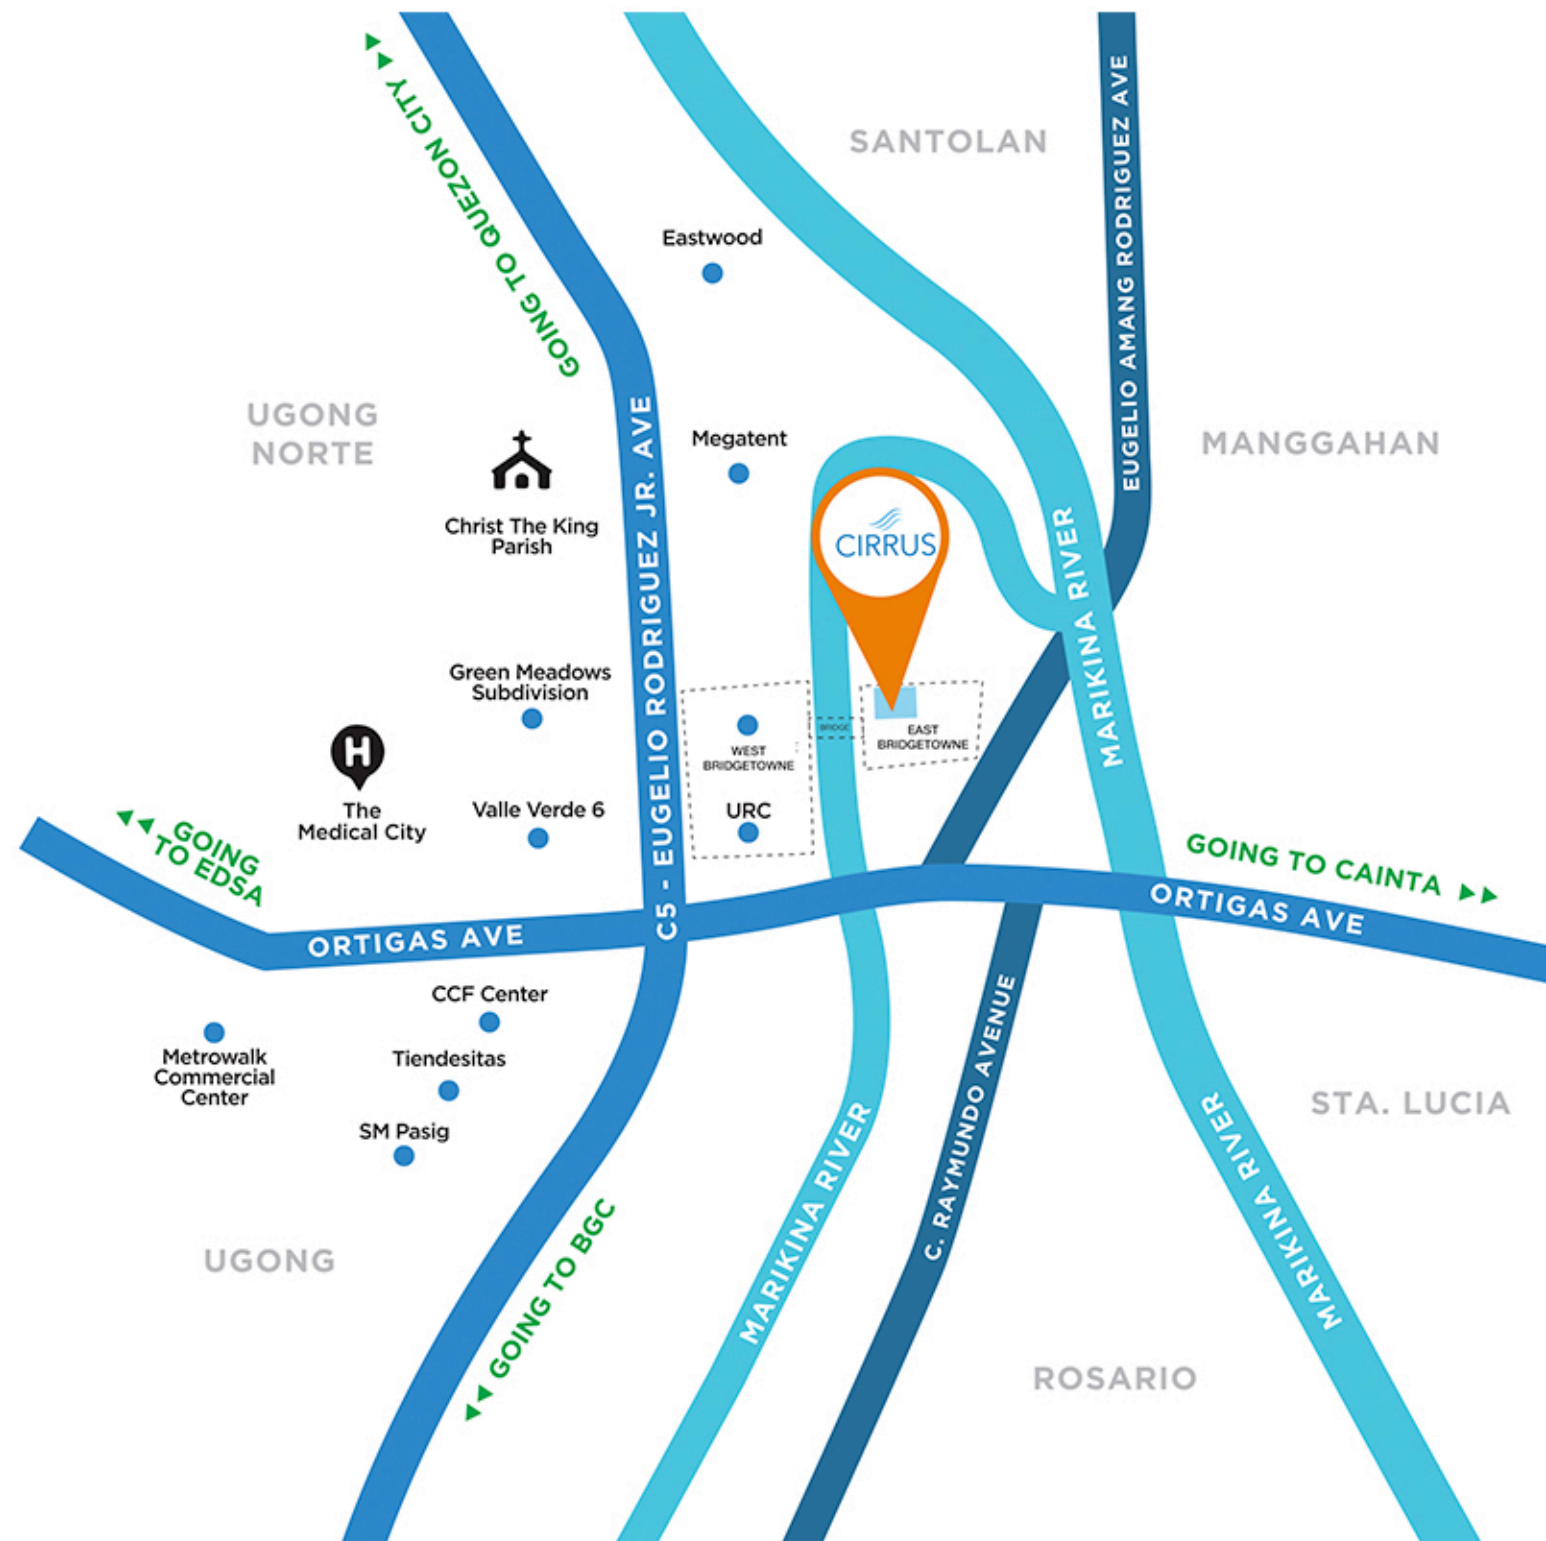 SANTOLAN
EUGELIO AMANG RODRIGUEZ AVE
GOING TO QUEZON CITY
Eastwood
UGONG
NORTE
Megatent
MANGGAHAN
Christ The King
Parish
CIRRUS
C5 - EUGELIO RODRIGUEZ JR. AVE
MARIKINA RIVER
MARIKINA RIVER
Green Meadows
Subdivision
WEST
BRIDGETOWNE
BRIDGE
EAST
BRIDGETOWNE
H
The
Medical City
Valle Verde 6
URC
GOING
TO EDSA
GOING TO CAINTA
ORTIGAS AVE
ORTIGAS AVE
CCF Center
Metrowalk
Commercial
Center
Tiendesitas
SM Pasig
C. RAYMUNDO AVENUE
STA. LUCIA
MARIKINA RIVER
MARIKINA RIVER
UGONG
GOING TO BGC
ROSARIO